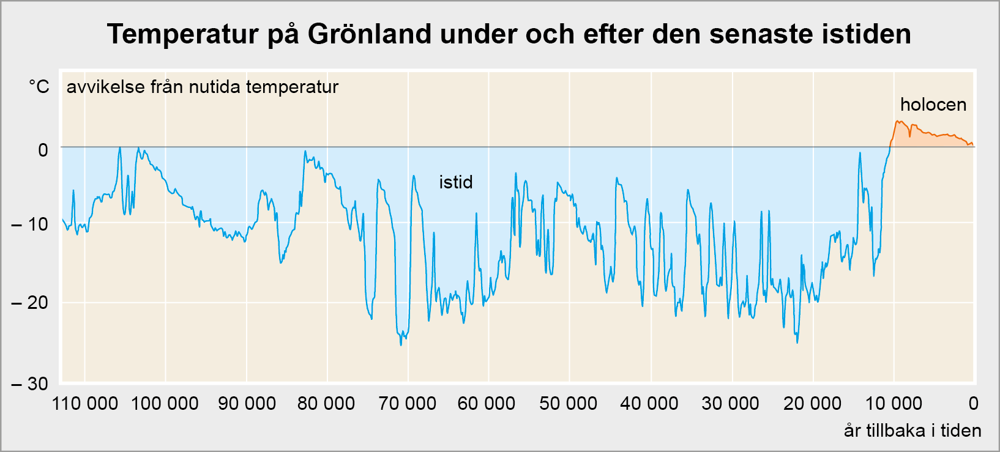 Temperatur på Grönland under och efter den senaste istiden
°C avvikelse från nutida temperatur
holocen
0
istid
– 10
– 20
– 30
110 000 100 000 90 000 80 000 70 000 60 000 50 000 40 000 30 000 20 000 10 000 0
år tillbaka i tiden